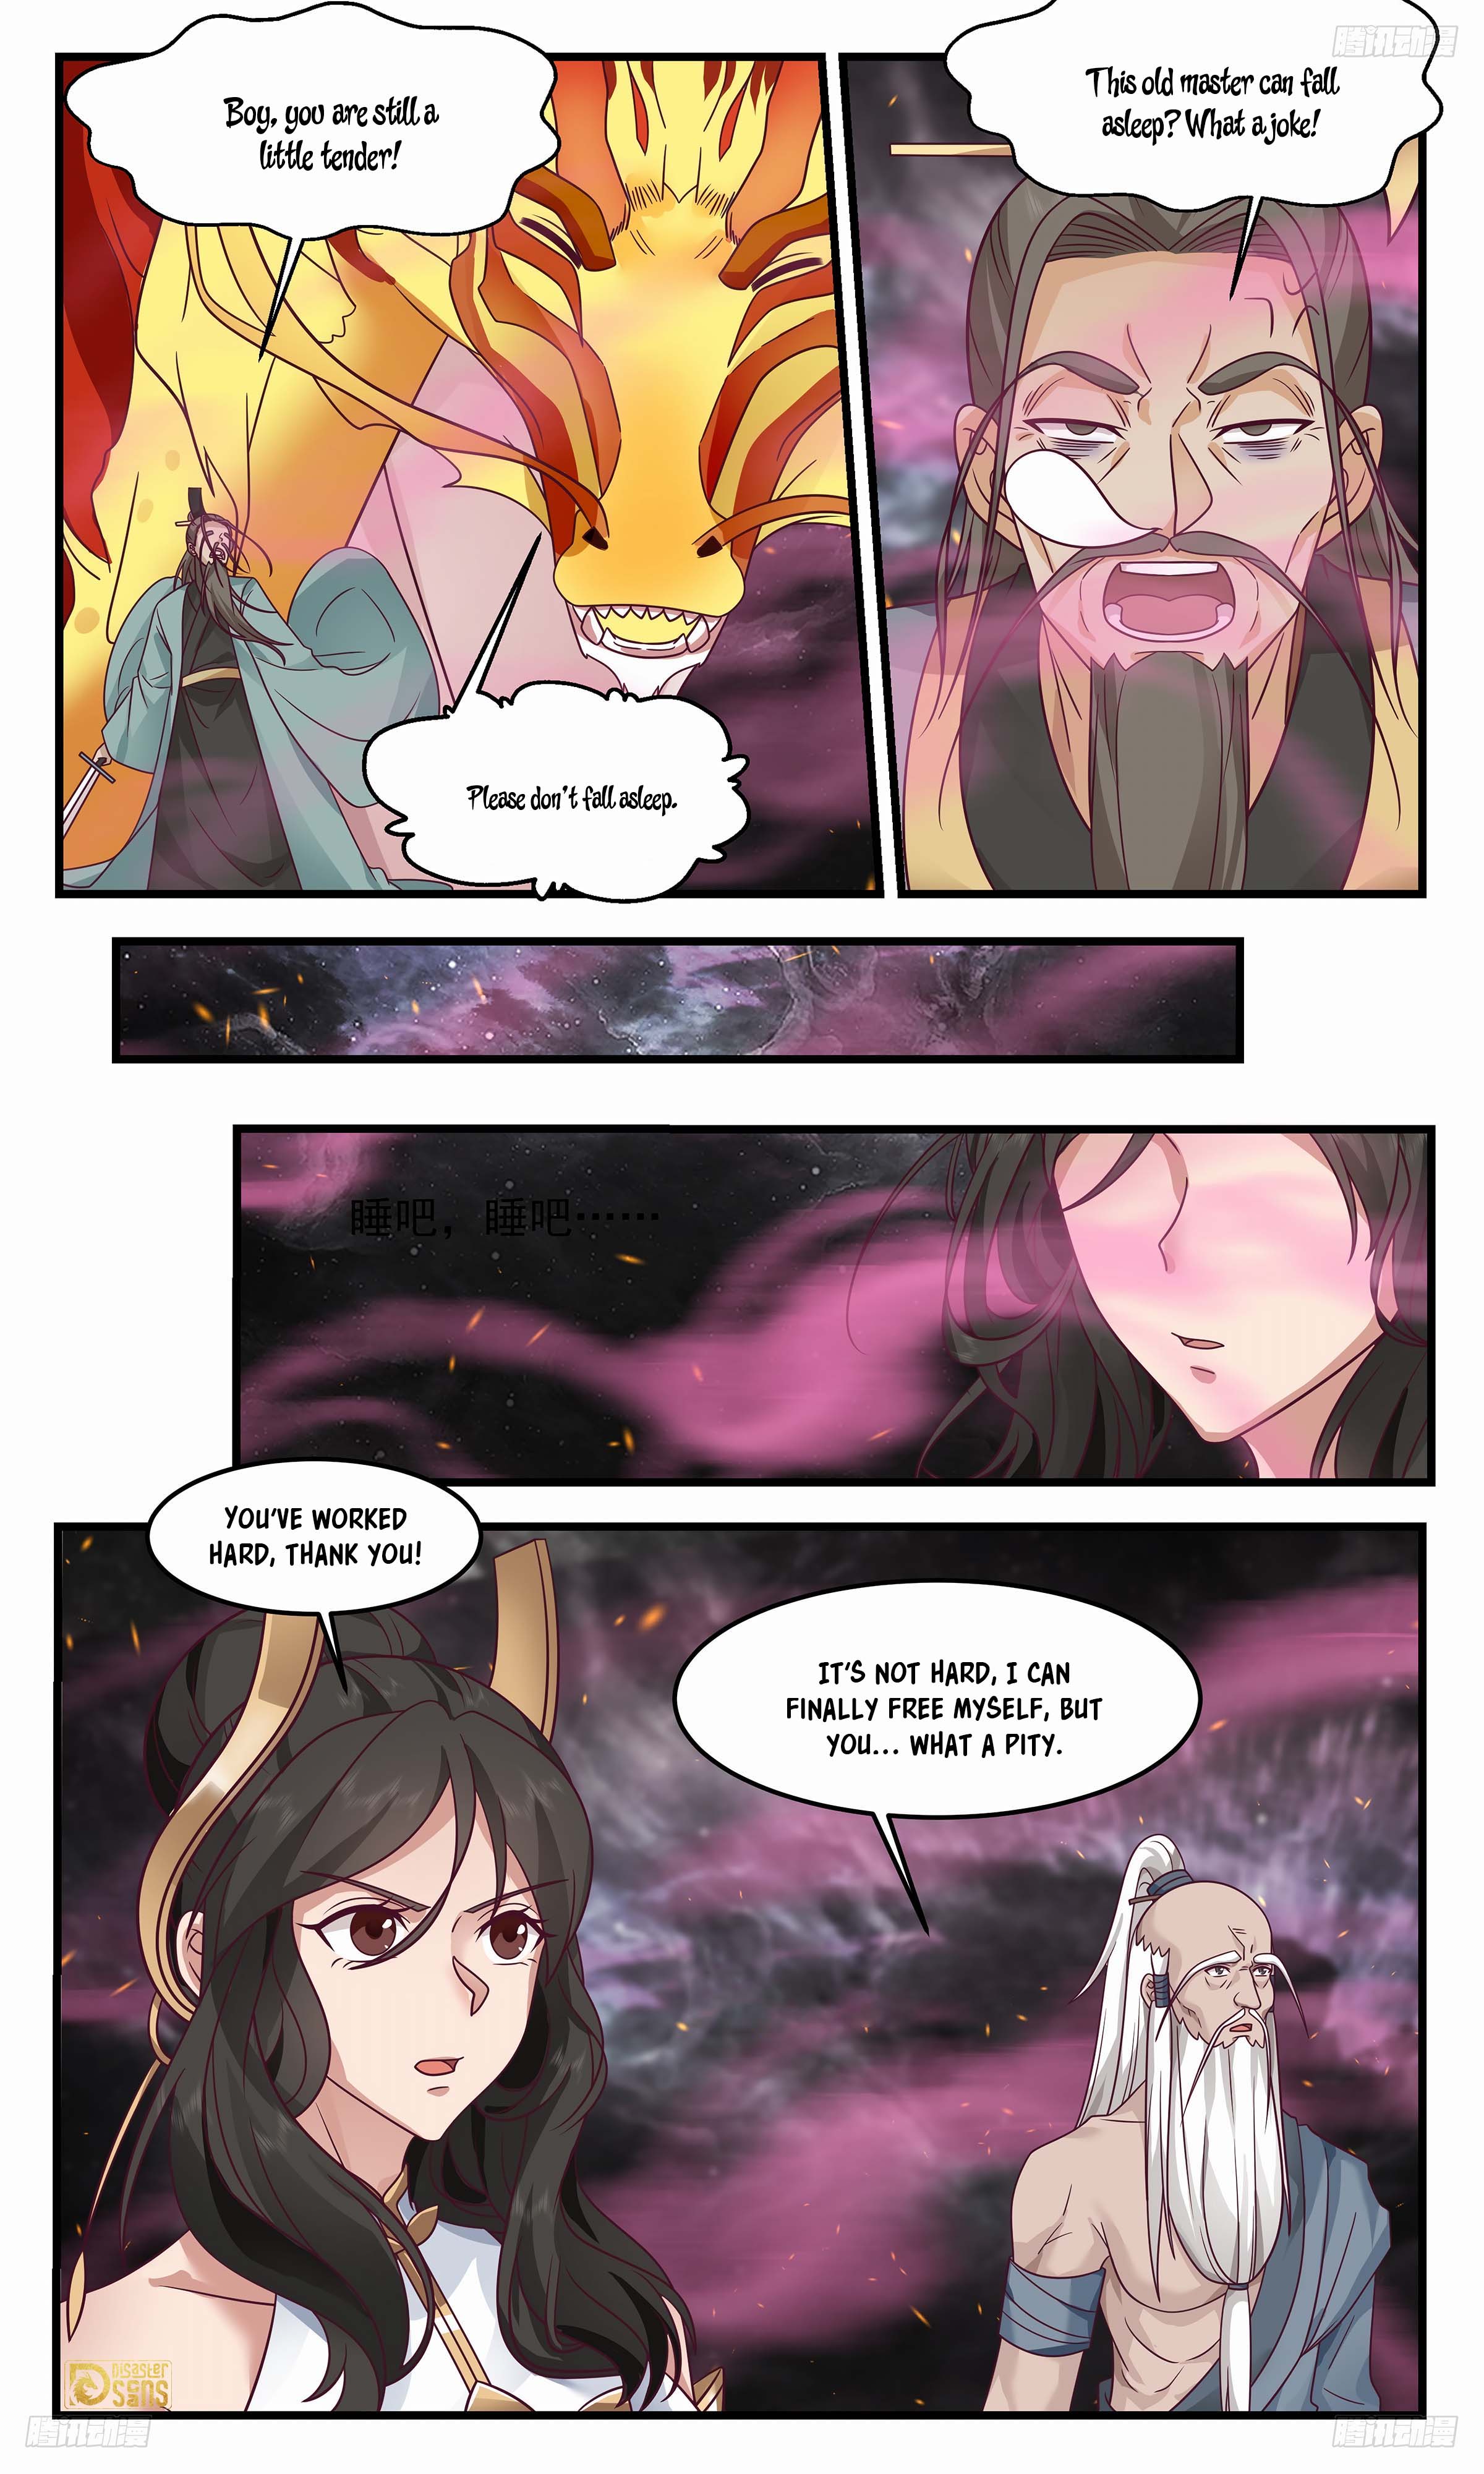 腾讯动漫
Boy, you are still a
little tender!
This old master can fall
asleep? What a joke!
Please don't fall asleep.
睡吧，睡吧……
YOU'VE WORKED
HARD, THANK YOU!
IT'S NOT HARD, I CAN
FINALLY FREE MYSELF, BUT
YOU... WHAT A PITY.
DISASTER
SCANS
腾讯动漫
腾讯动漫